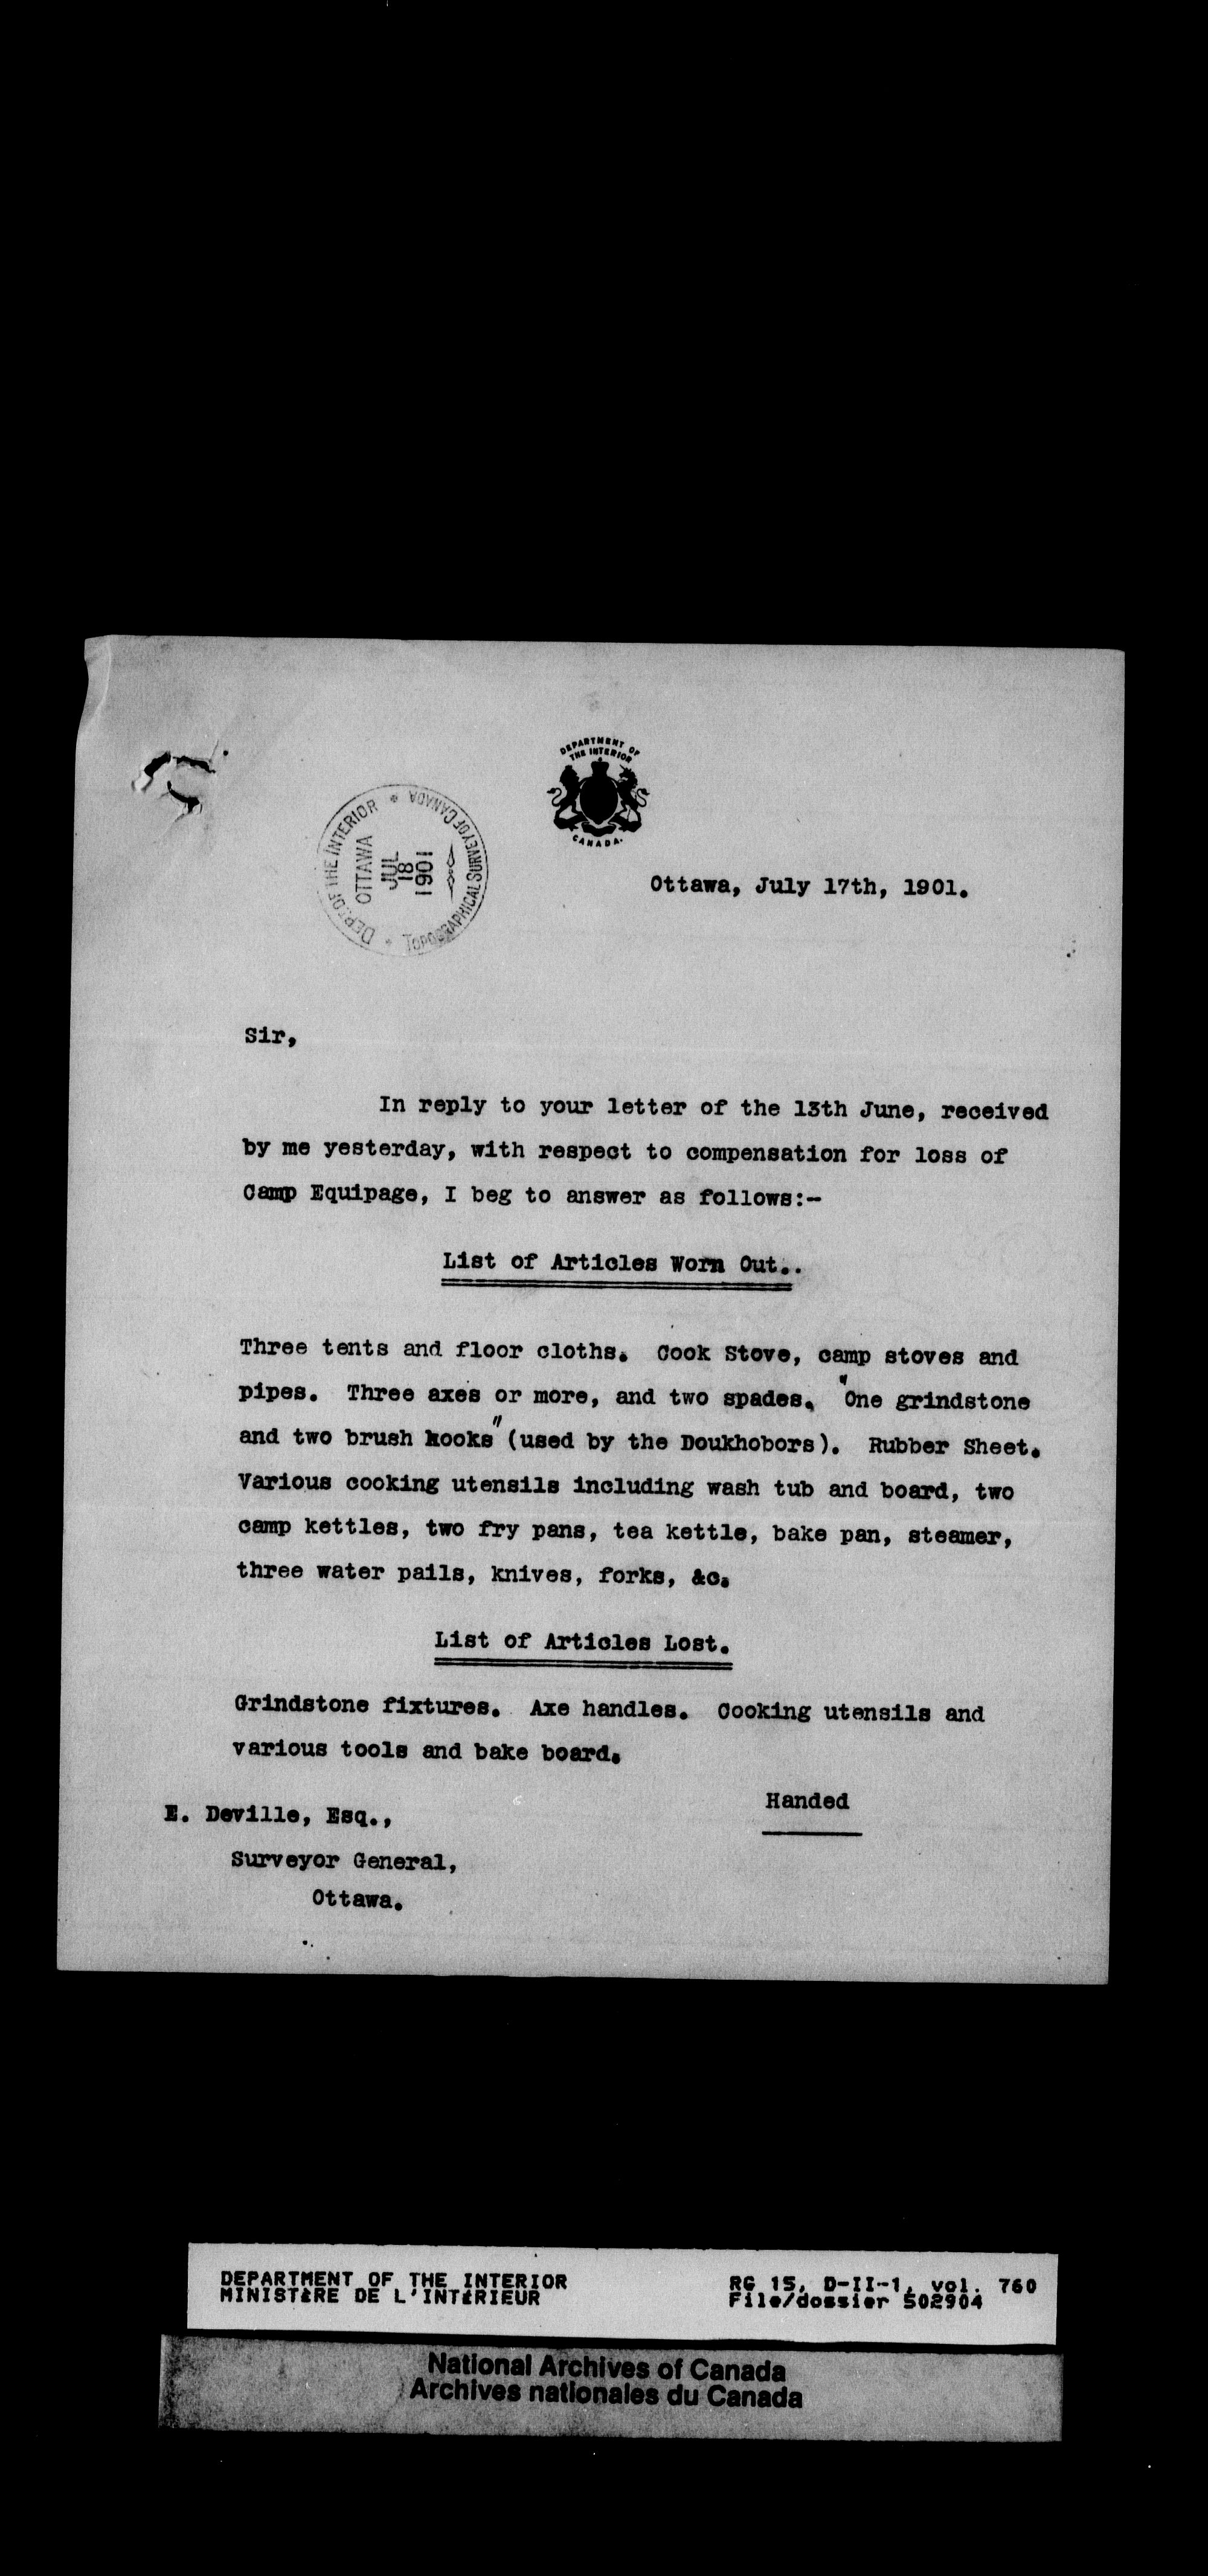 DEPARTMENT OF
THE INTERIOR
CANADA.
DEPT. OF THE INTERIOR * TOPOGRAPHICAL SURVEY OF CANADA *
OTTAWA
JUL
18
1901
Ottawa, July 17th, 1901.
Sir,
In reply to your letter of the 13th June, received
by me yesterday, with respect to compensation for loss of
Camp Equipage, I beg to answer as follows:-
List of Articles Worn Out..
Three tents and floor cloths. Cook Stove, camp stoves and
pipes. Three axes or more, and two spades. "One grindstone
and two brush hooks" (used by the Doukhobors). Rubber Sheet.
Various cooking utensils including wash tub and board, two
camp kettles, two fry pans, tea kettle, bake pan, steamer,
three water pails, knives, forks, &c.
List of Articles Lost.
Grindstone fixtures. Axe handles. Cooking utensils and
various tools and bake board.
Handed
E. Deville, Esq.,
Surveyor General,
Ottawa.
DEPARTMENT OF THE INTERIOR
MINISTÈRE DE L'INTÉRIEUR
RG 15, D-II-1, vol. 760
File/dossier 502904
National Archives of Canada
Archives nationales du Canada